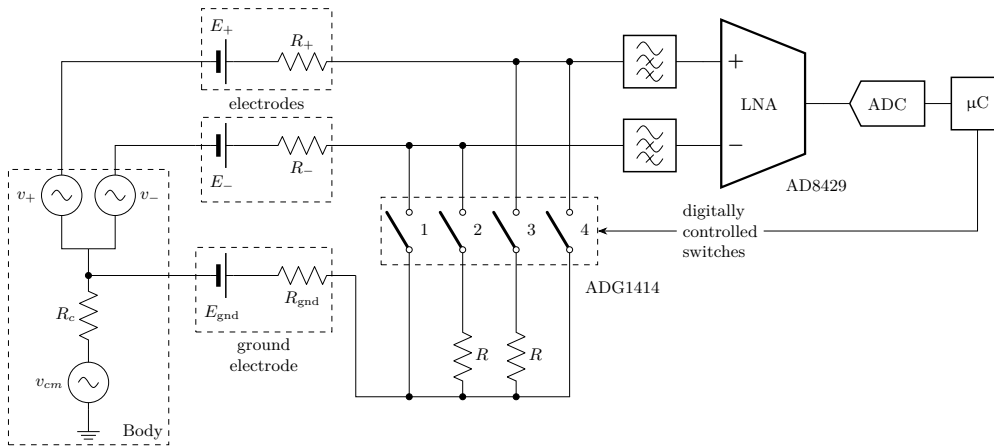 E+
R+
electrodes
E−
R−
v+
v−
Egnd
Rgnd
ground
electrode
Rc
vcm
Body
1
2
3
4
R
R
ADG1414
digitally
controlled
switches
+
LNA
−
AD8429
ADC
µC